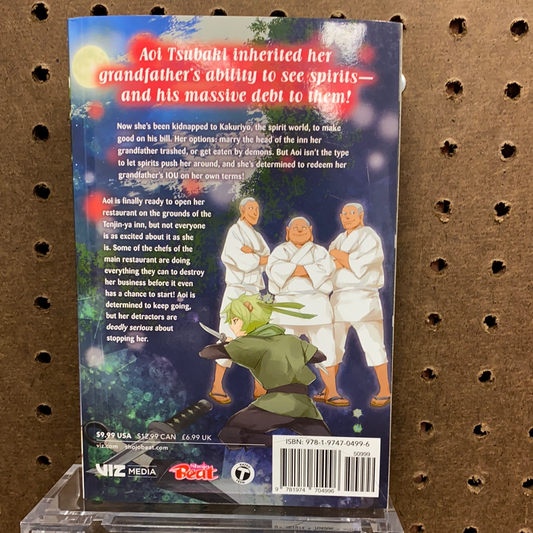 Aoi Tsubaki inherited her
grandfather's ability to see spirits—
and his massive debt to them!
Now she's been kidnapped to Kakuriyo, the spirit world, to make
good on his bill. Her options: marry the head of the inn her
grandfather trashed, or get eaten by demons. But Aoi isn't the type
to let spirits push her around, and she's determined to redeem her
grandfather's IOU on her own terms!
Aoi is finally ready to open her
restaurant on the grounds of the
Tenjin-ya inn, but not everyone
is as excited about it as she
is. Some of the chefs of the
main restaurant are doing
everything they can to destroy
her business before it even
has a chance to start! Aoi is
determined to keep going,
but her detractors are
deadly serious about
stopping her.
$9.99 USA $12.99 CAN £6.99 UK
viz.com shojobeat.com
VIZ MEDIA
Shojo
Beat
T
ISBN: 978-1-9747-0499-6
50999
9 781974 704996